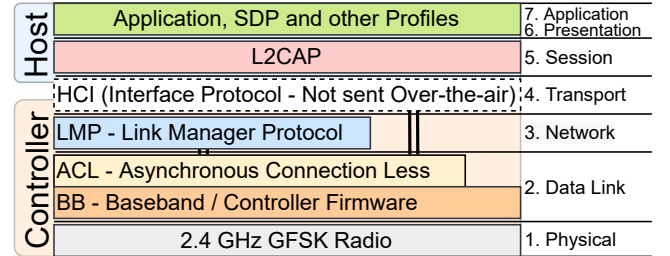 Host
Application, SDP and other Profiles
7. Application
6. Presentation
L2CAP
5. Session
HCI (Interface Protocol - Not sent Over-the-air)
4. Transport
Controller
LMP - Link Manager Protocol
3. Network
ACL - Asynchronous Connection Less
2. Data Link
BB - Baseband / Controller Firmware
2.4 GHz GFSK Radio
1. Physical